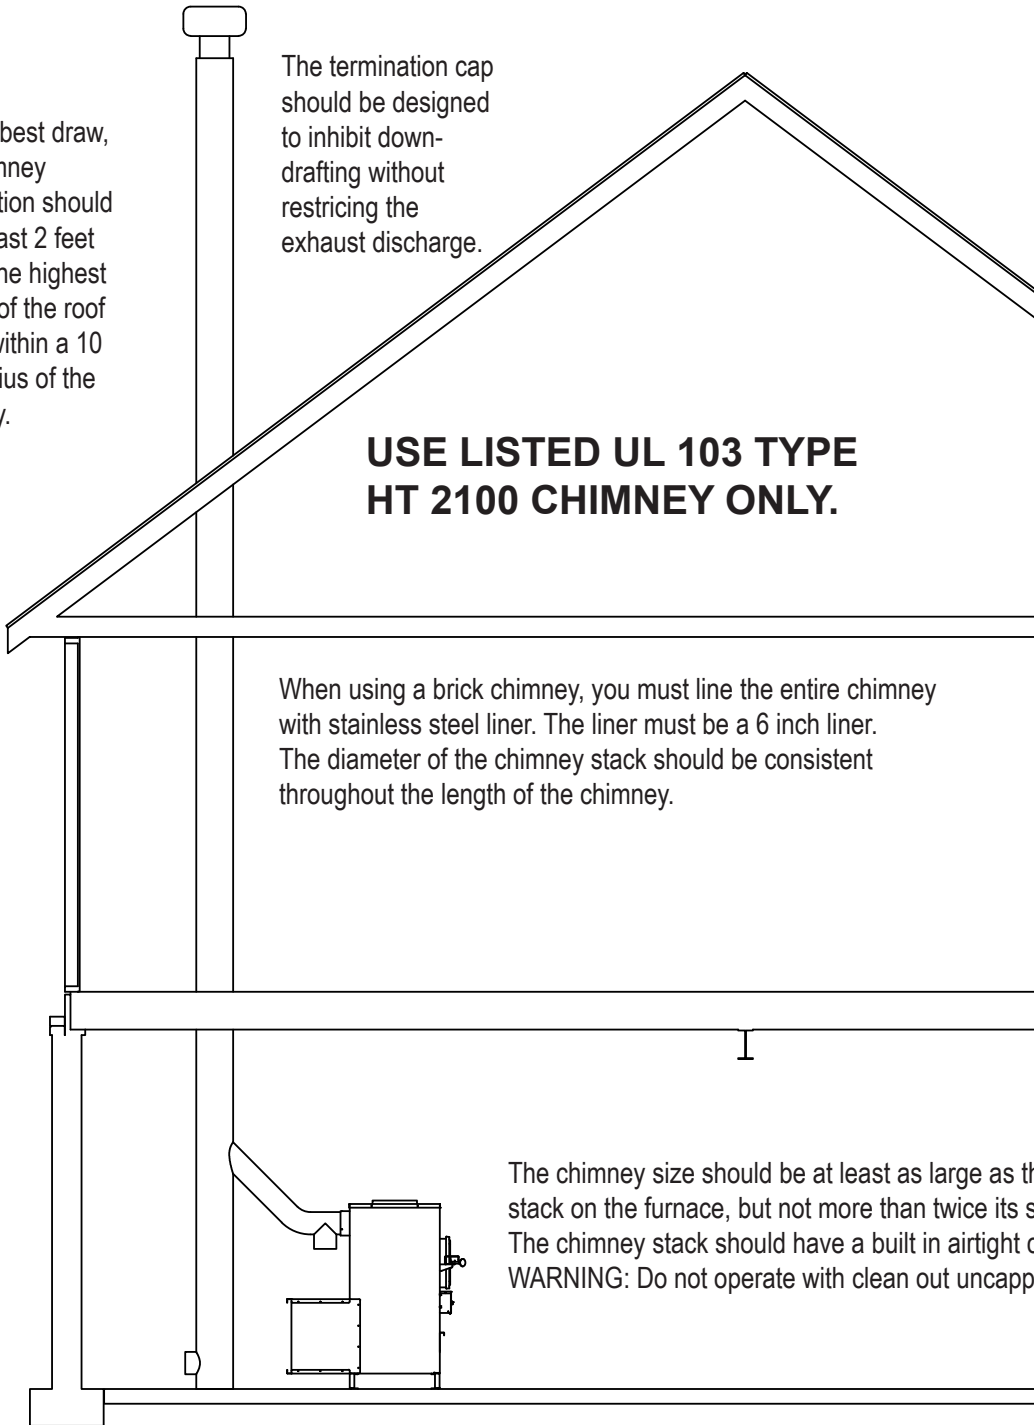 The termination cap
should be designed
to inhibit down-
drafting without
restricing the
exhaust discharge.
best draw,
should
2 feet
highest
of the roof
10
of the
USE LISTED UL 103 TYPE
HT 2100 CHIMNEY ONLY.
When using a brick chimney, you must line the entire chimney
with stainless steel liner. The liner must be a 6 inch liner.
The diameter of the chimney stack should be consistent
throughout the length of the chimney.
The chimney size should be at least as large as
stack on the furnace, but not more than twice its
The chimney stack should have a built in airtight
WARNING: Do not operate with clean out